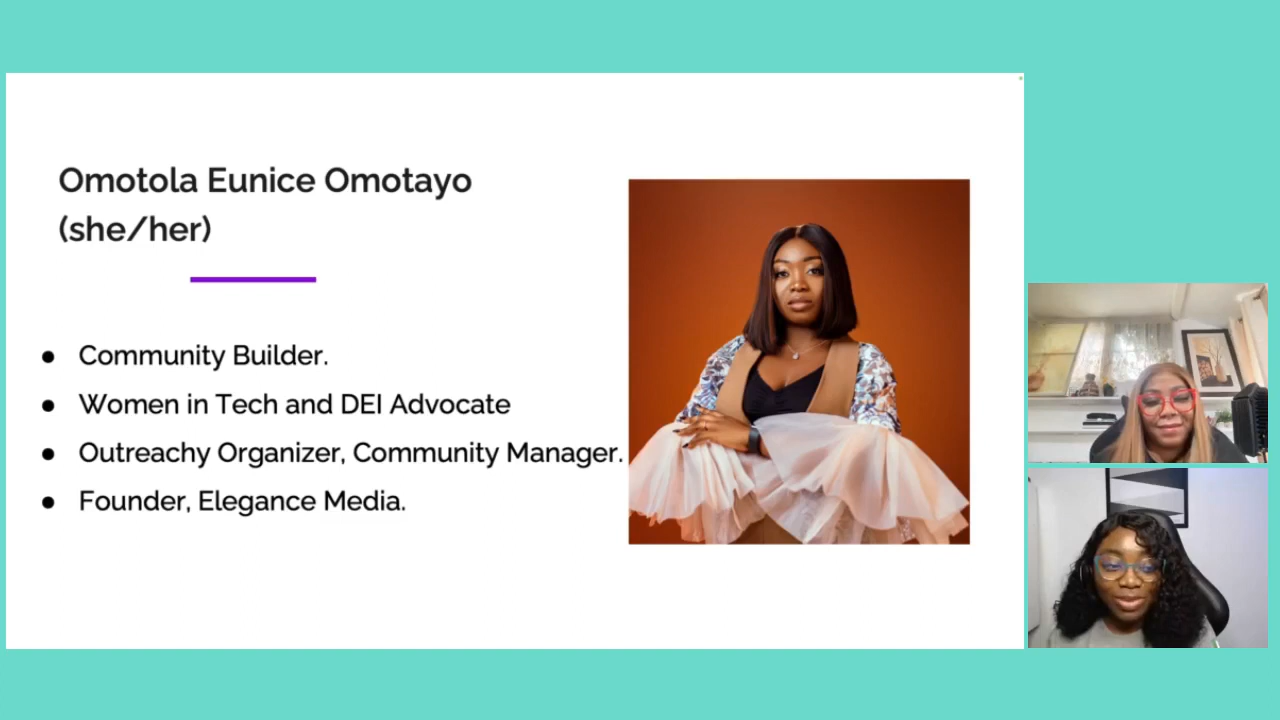 Omotola Eunice Omotayo
(she/her)
● Community Builder.
● Women in Tech and DEI Advocate
● Outreachy Organizer, Community Manager.
● Founder, Elegance Media.